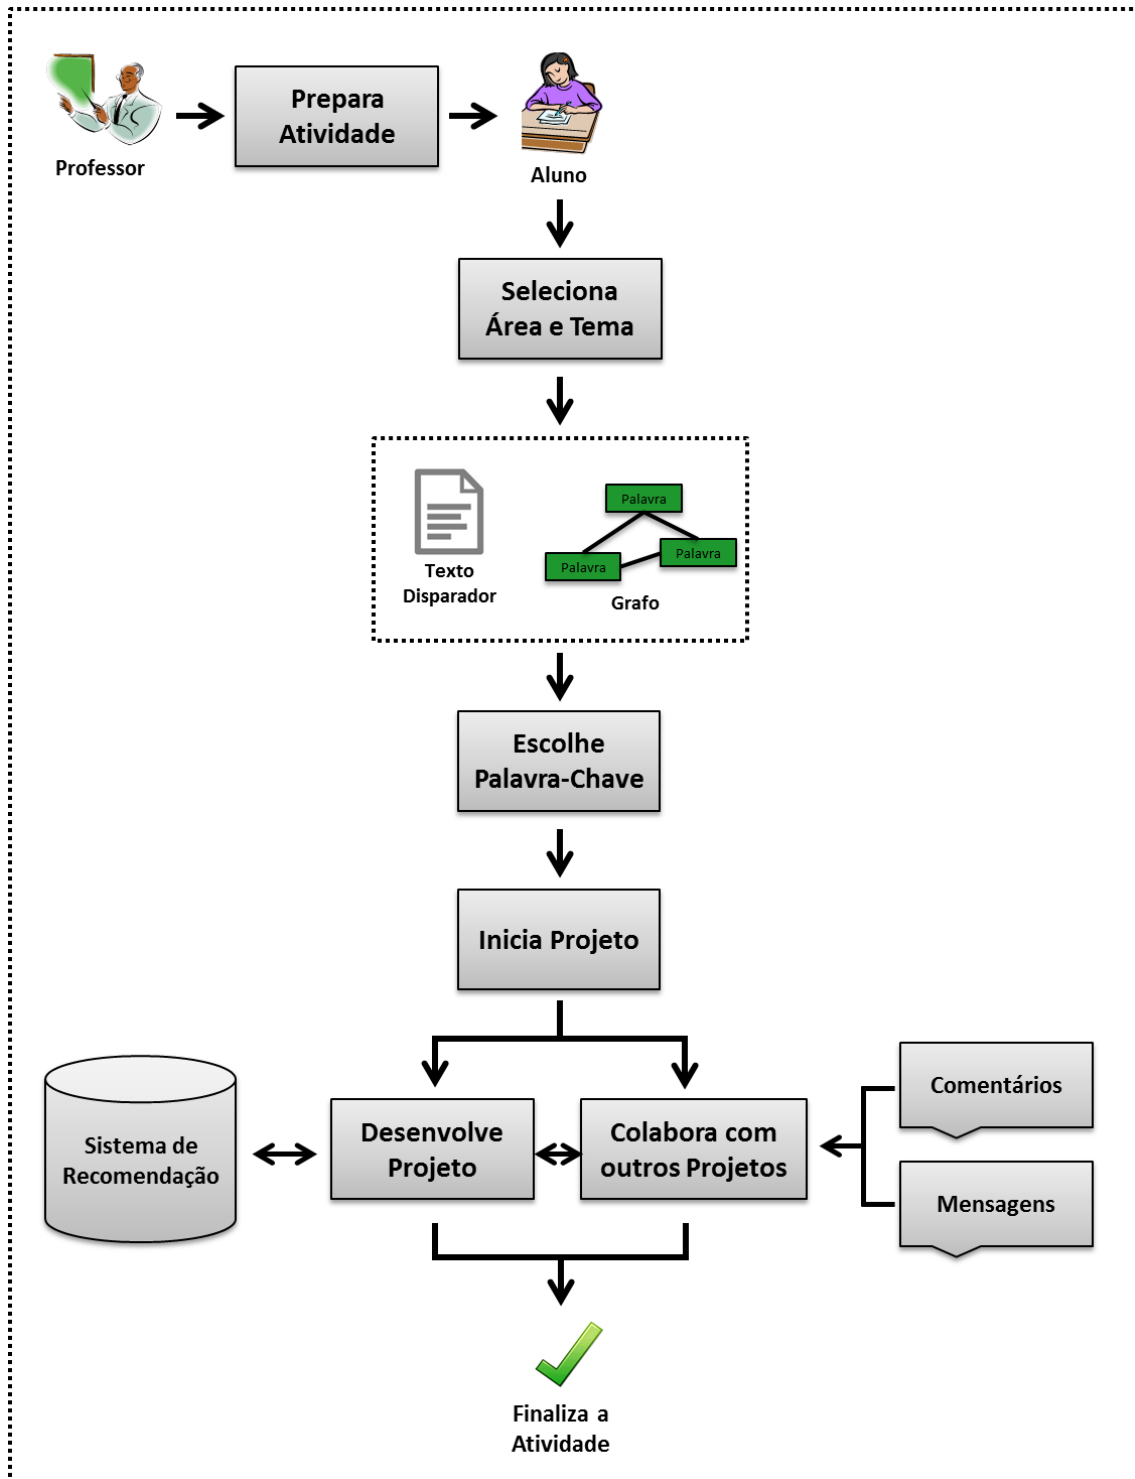 Professor
Prepara
Atividade
Aluno
Seleciona
Área e Tema
Texto
Disparador
Palavra
Palavra
Palavra
Grafo
Escolhe
Palavra-Chave
Inicia Projeto
Sistema de
Recomendação
Desenvolve
Projeto
Colabora com
outros Projetos
Comentários
Mensagens
Finaliza a
Atividade